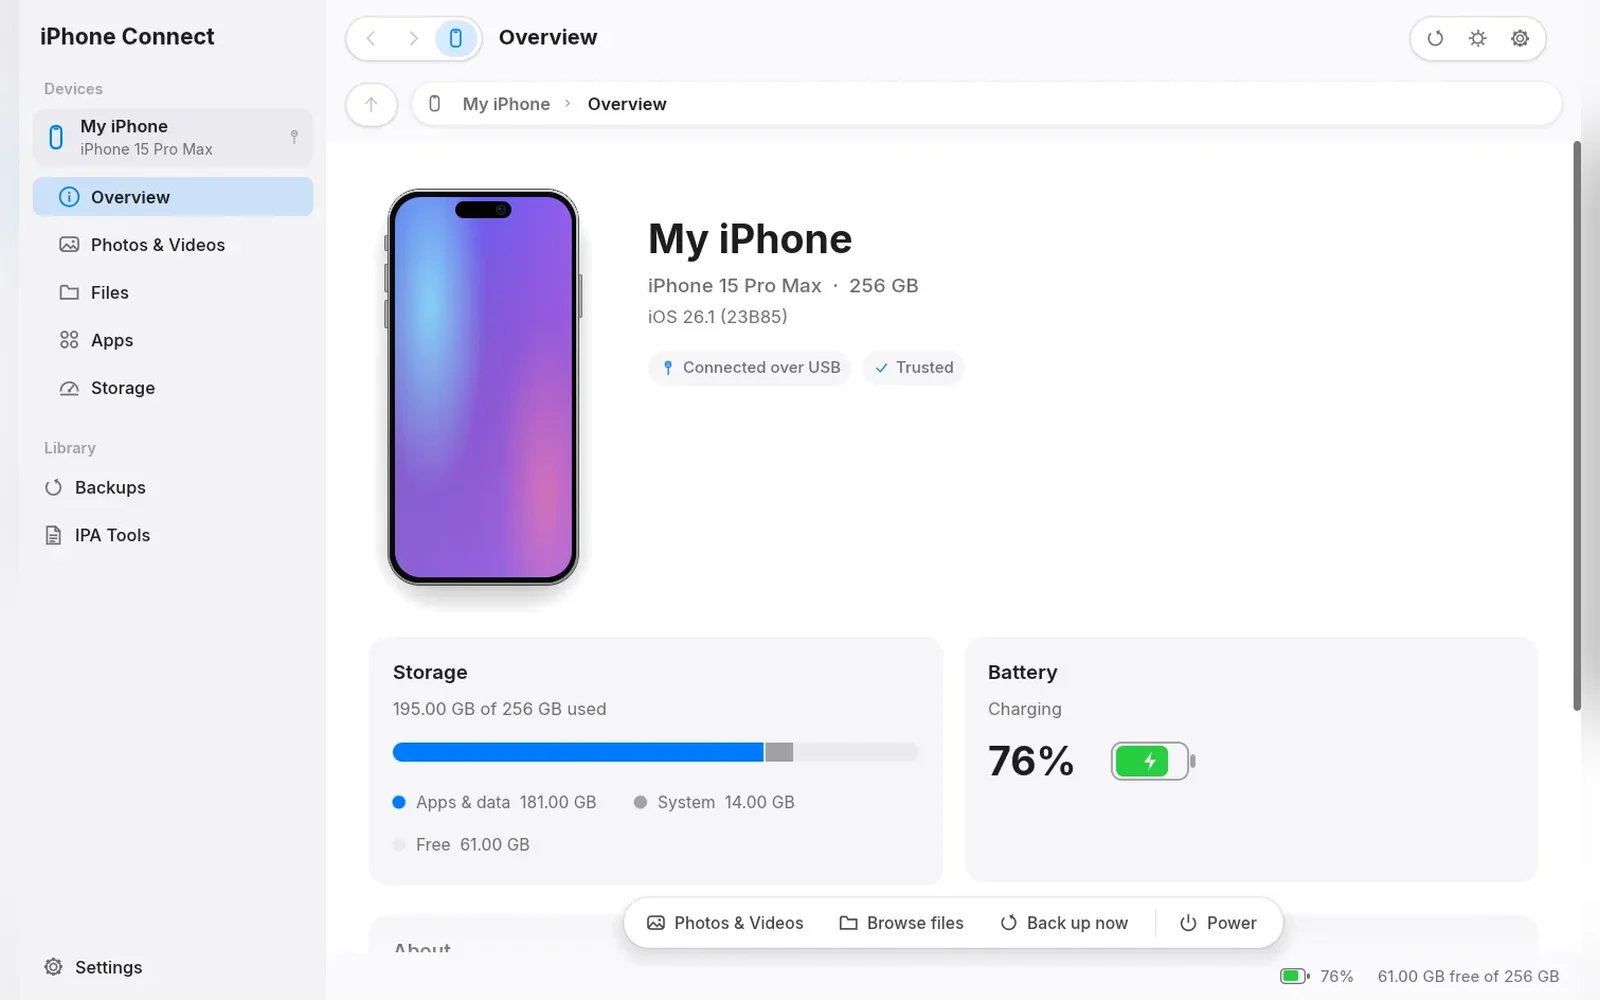 iPhone Connect
Overview
Devices
My iPhone
iPhone 15 Pro Max
Overview
Photos & Videos
Files
Apps
Storage
Library
Backups
IPA Tools
Settings
My iPhone › Overview
My iPhone
iPhone 15 Pro Max · 256 GB
iOS 26.1 (23B85)
Connected over USB
Trusted
Storage
195.00 GB of 256 GB used
Apps & data 181.00 GB
System 14.00 GB
Free 61.00 GB
Battery
Charging
76%
About
Photos & Videos
Browse files
Back up now
Power
76%
61.00 GB free of 256 GB